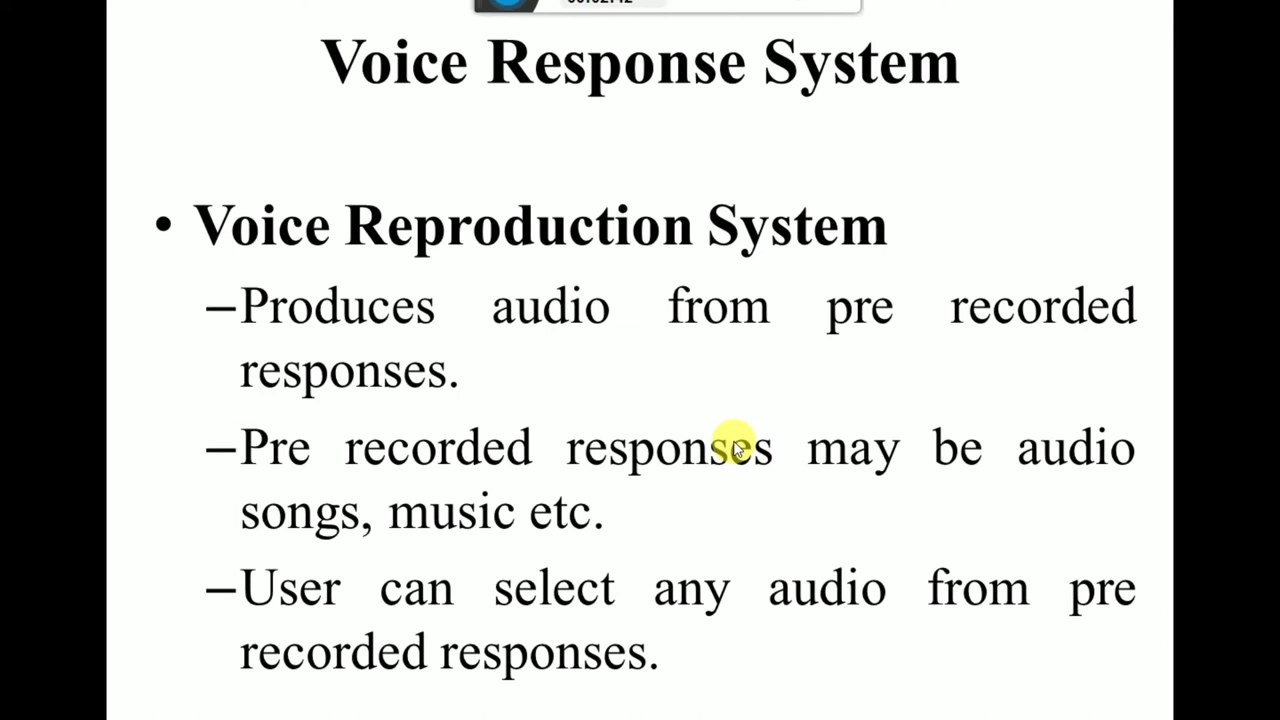 Voice Response System
• Voice Reproduction System
–Produces audio from pre recorded
responses.
–Pre recorded responses may be audio
songs, music etc.
–User can select any audio from pre
recorded responses.